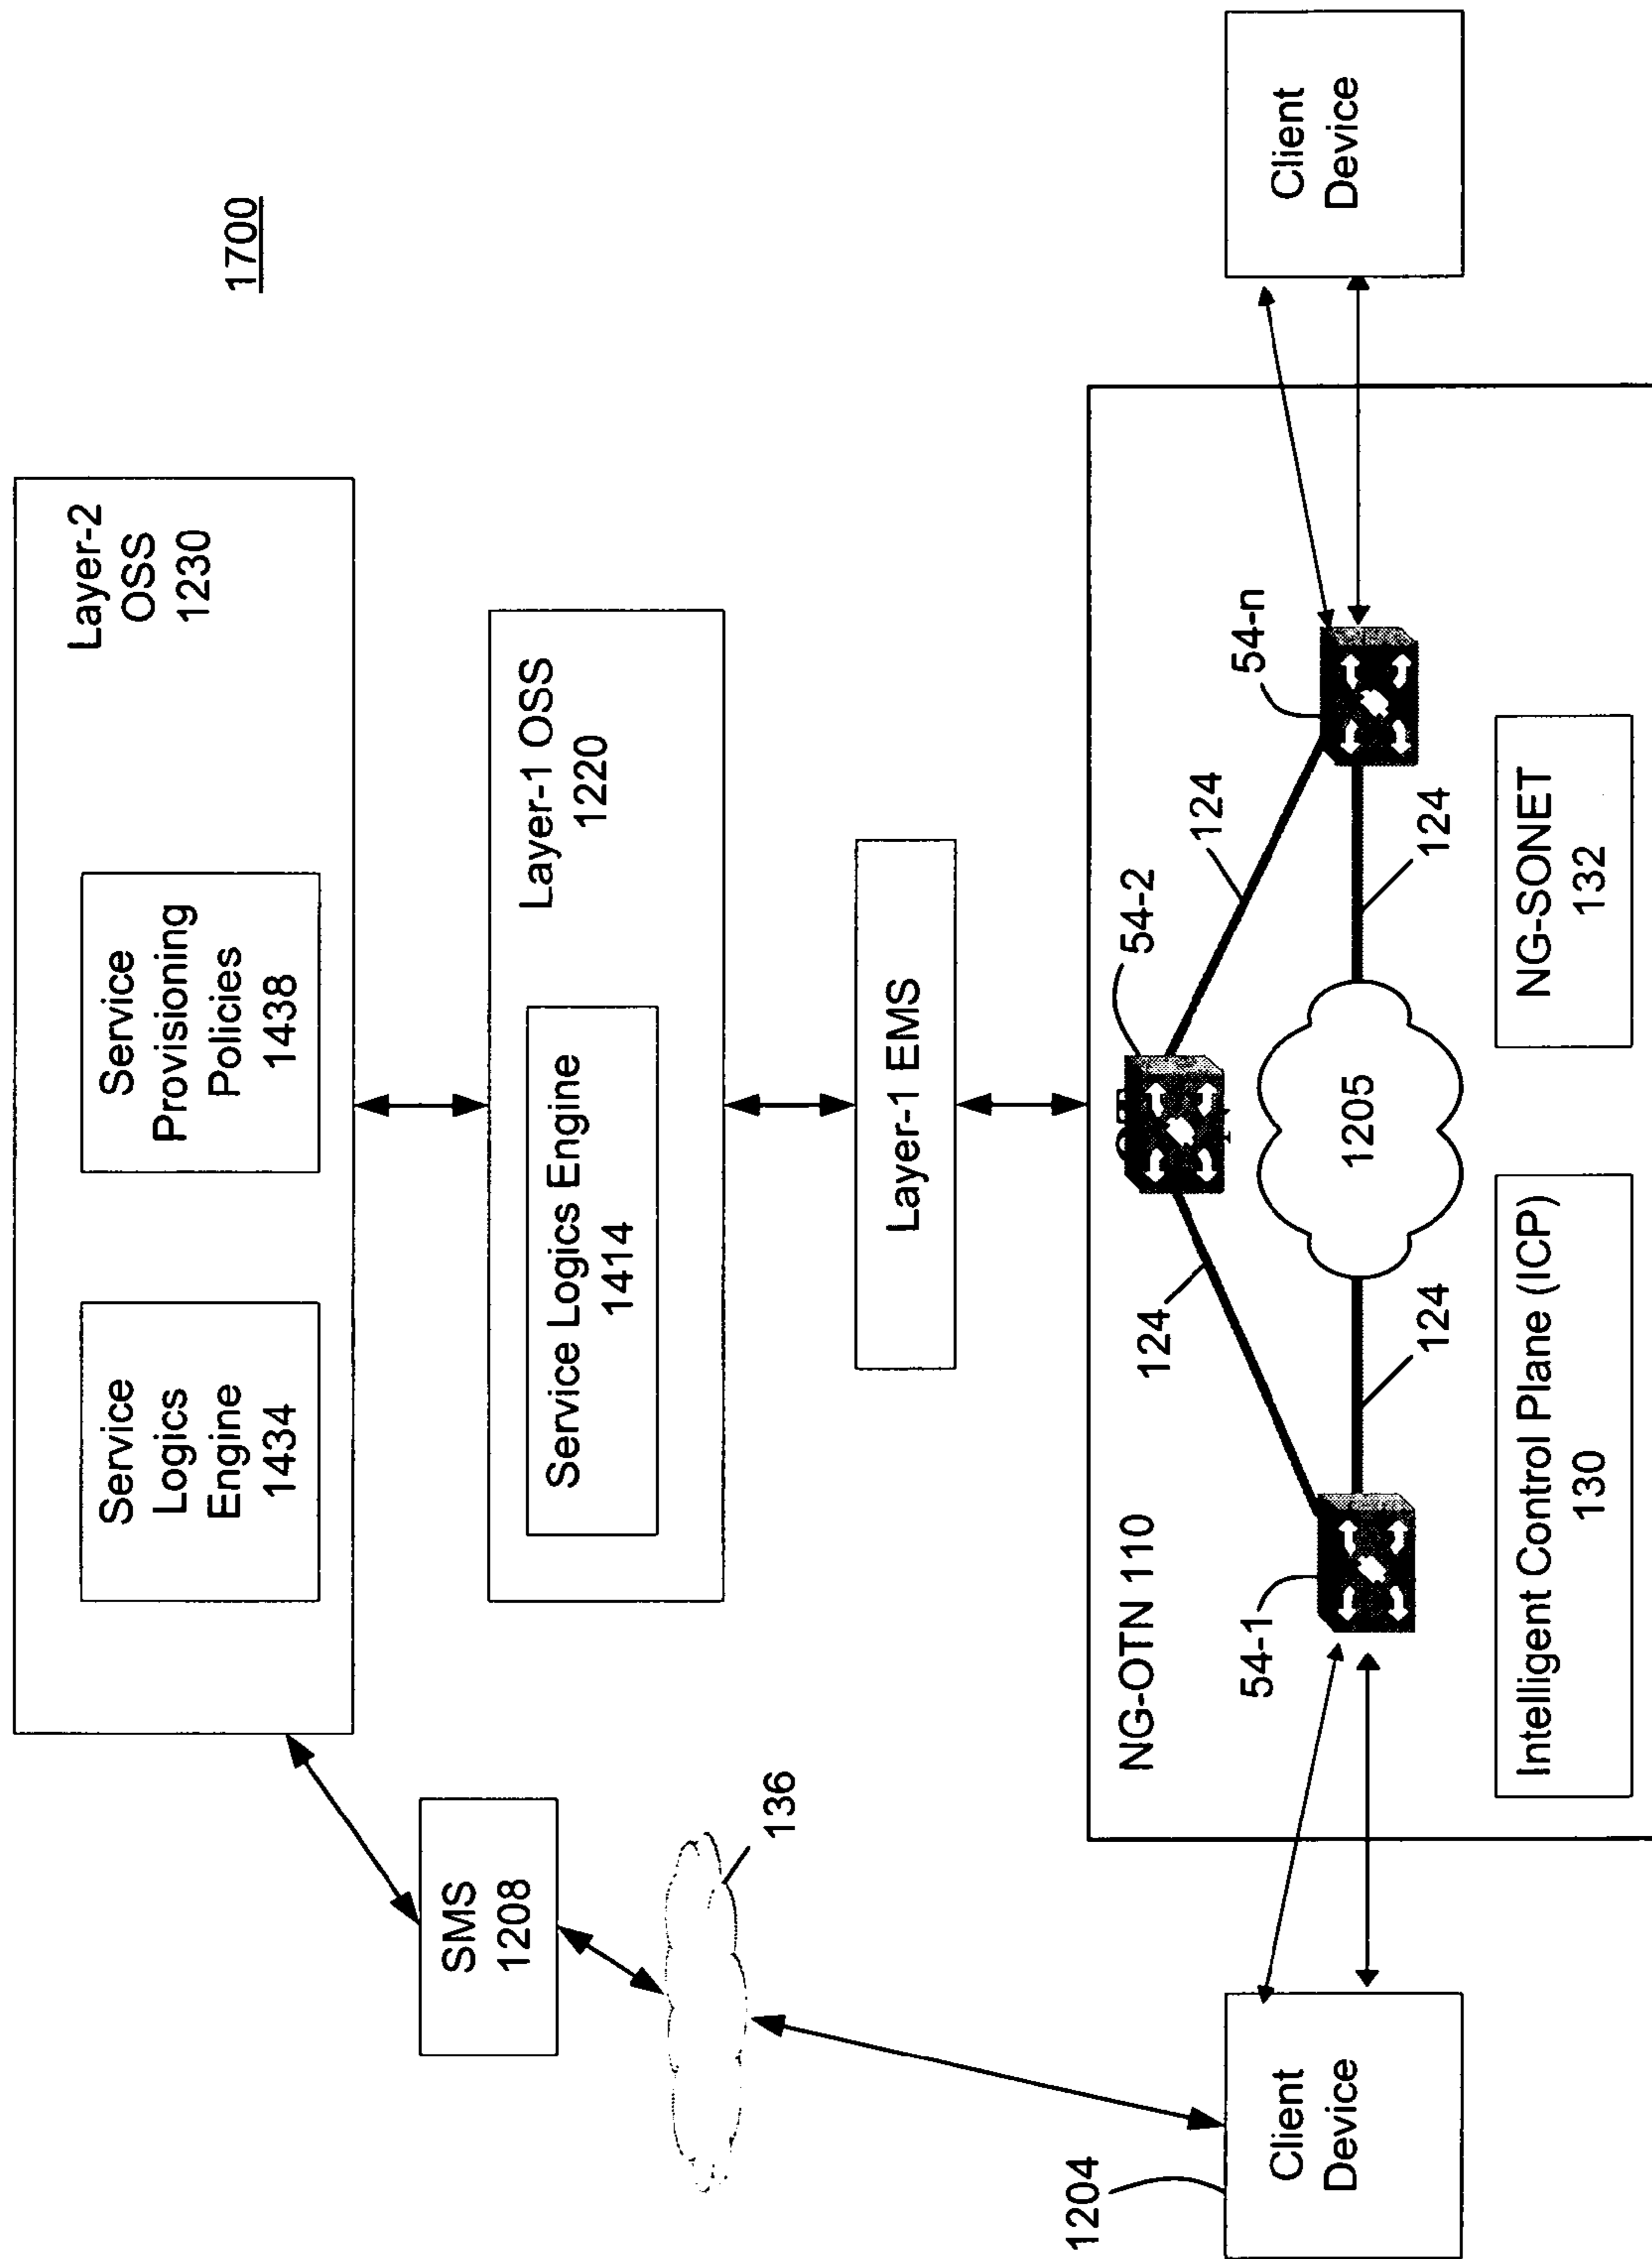 1700
Layer-2
OSS
1230
Service
Logics
Engine
1434
Service
Provisioning
Policies
1438
Layer-1 OSS
1220
Service Logics Engine
1414
SMS
1208
136
Layer-1 EMS
1204
Client
Device
NG-OTN 110
54-1
54-2
54-n
124
124
124
124
1205
Intelligent Control Plane (ICP)
130
NG-SONET
132
Client
Device